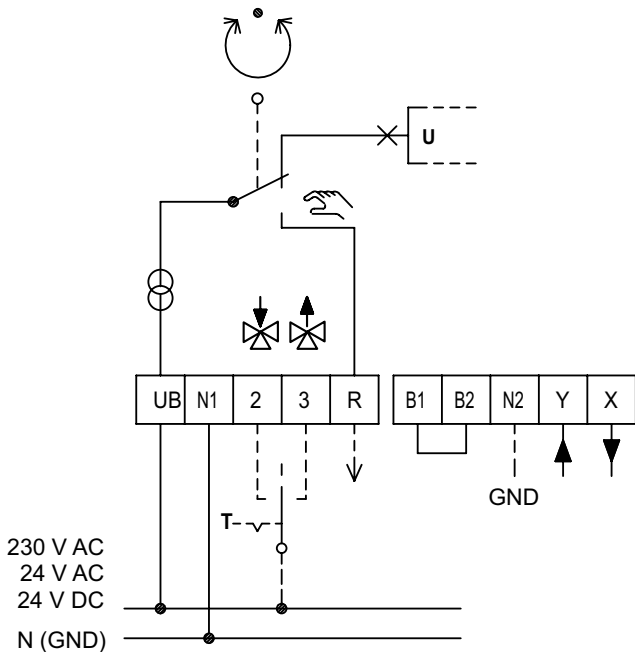 U
UB N1 2 3 R B1 B2 N2 Y X
GND
T
230 V AC
24 V AC
24 V DC
N (GND)